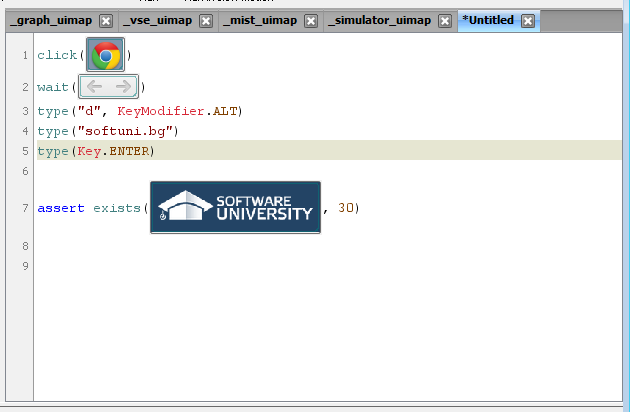 _graph_uimap _vse_uimap _mist_uimap _simulator_uimap *Untitled
1 click( )
2 wait( )
3 type("d", KeyModifier.ALT)
4 type("softuni.bg")
5 type(Key.ENTER)
6
7 assert exists( SOFTWARE UNIVERSITY , 30)
8
9